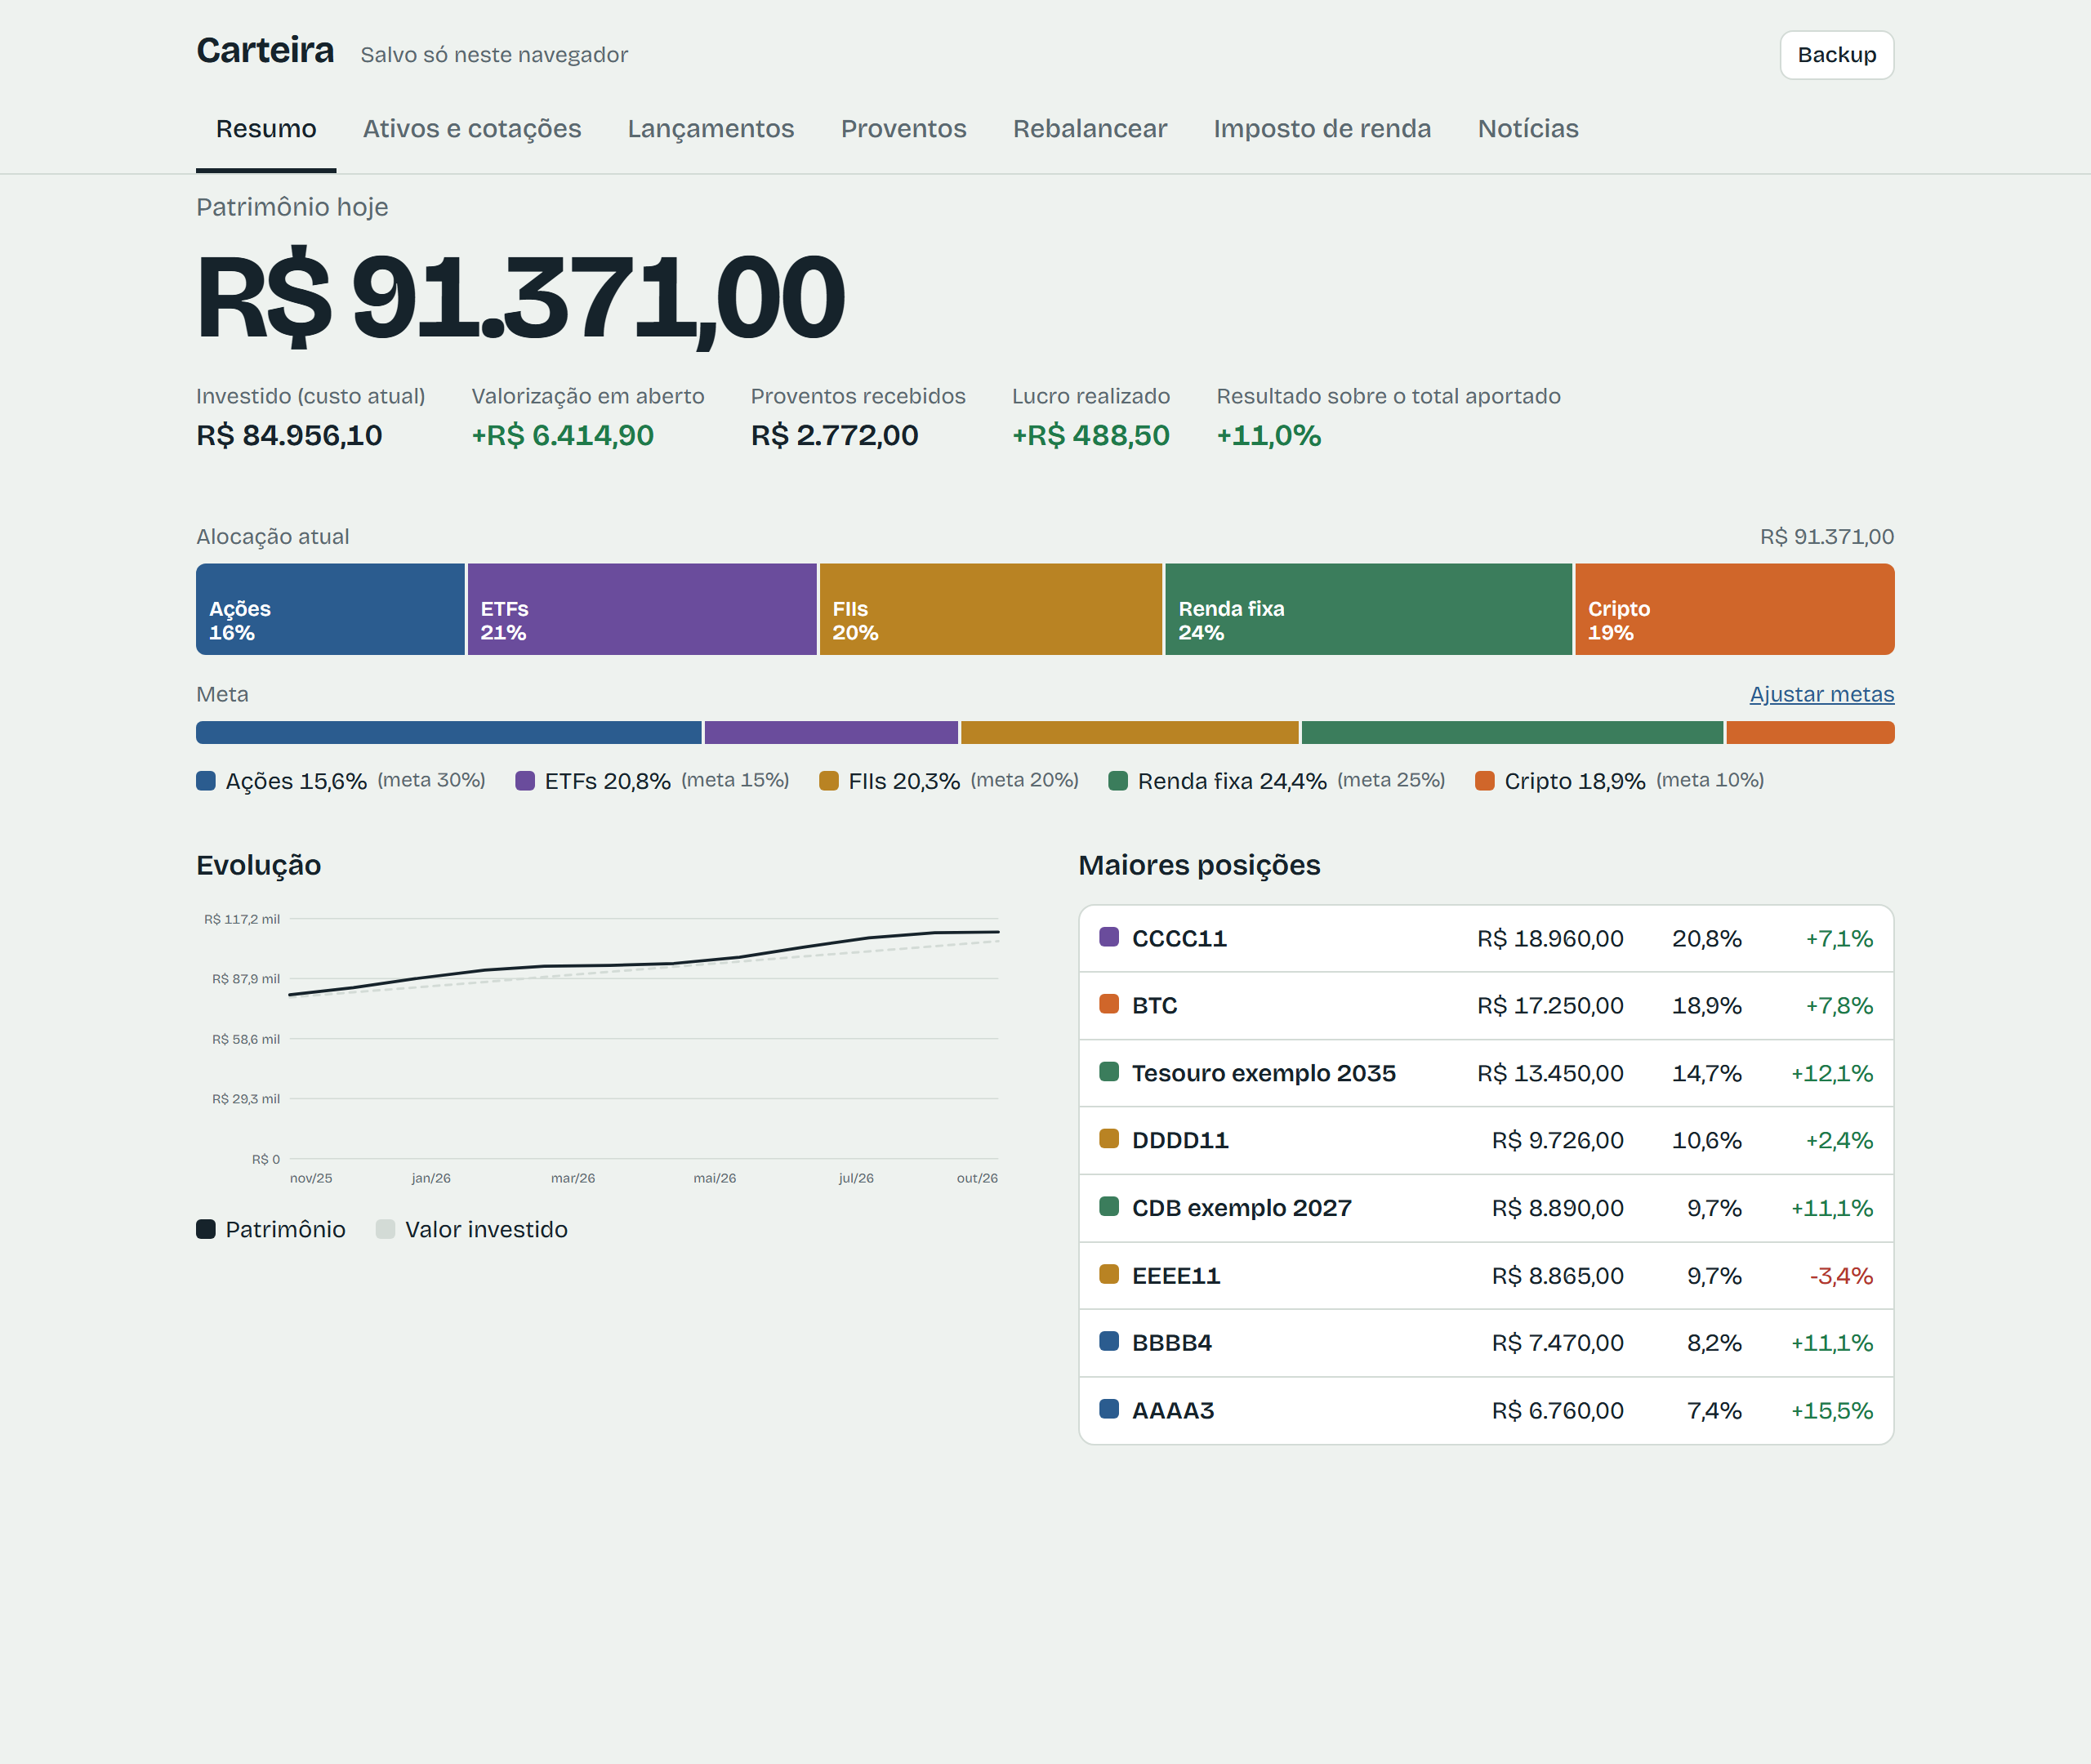 Carteira Salvo só neste navegador Backup
Resumo Ativos e cotações Lançamentos Proventos Rebalancear Imposto de renda Notícias
Patrimônio hoje
R$ 91.371,00
Investido (custo atual) Valorização em aberto Proventos recebidos Lucro realizado Resultado sobre o total aportado
R$ 84.956,10 +R$ 6.414,90 R$ 2.772,00 +R$ 488,50 +11,0%
Alocação atual R$ 91.371,00
Ações ETFs FIIs Renda fixa Cripto
16% 21% 20% 24% 19%
Meta Ajustar metas
Ações 15,6% (meta 30%) ETFs 20,8% (meta 15%) FIIs 20,3% (meta 20%) Renda fixa 24,4% (meta 25%) Cripto 18,9% (meta 10%)
Evolução
R$ 117,2 mil
R$ 87,9 mil
R$ 58,6 mil
R$ 29,3 mil
R$ 0
nov/25 jan/26 mar/26 mai/26 jul/26 out/26
Patrimônio Valor investido
Maiores posições
CCCC11 R$ 18.960,00 20,8% +7,1%
BTC R$ 17.250,00 18,9% +7,8%
Tesouro exemplo 2035 R$ 13.450,00 14,7% +12,1%
DDDD11 R$ 9.726,00 10,6% +2,4%
CDB exemplo 2027 R$ 8.890,00 9,7% +11,1%
EEEE11 R$ 8.865,00 9,7% -3,4%
BBBB4 R$ 7.470,00 8,2% +11,1%
AAAA3 R$ 6.760,00 7,4% +15,5%